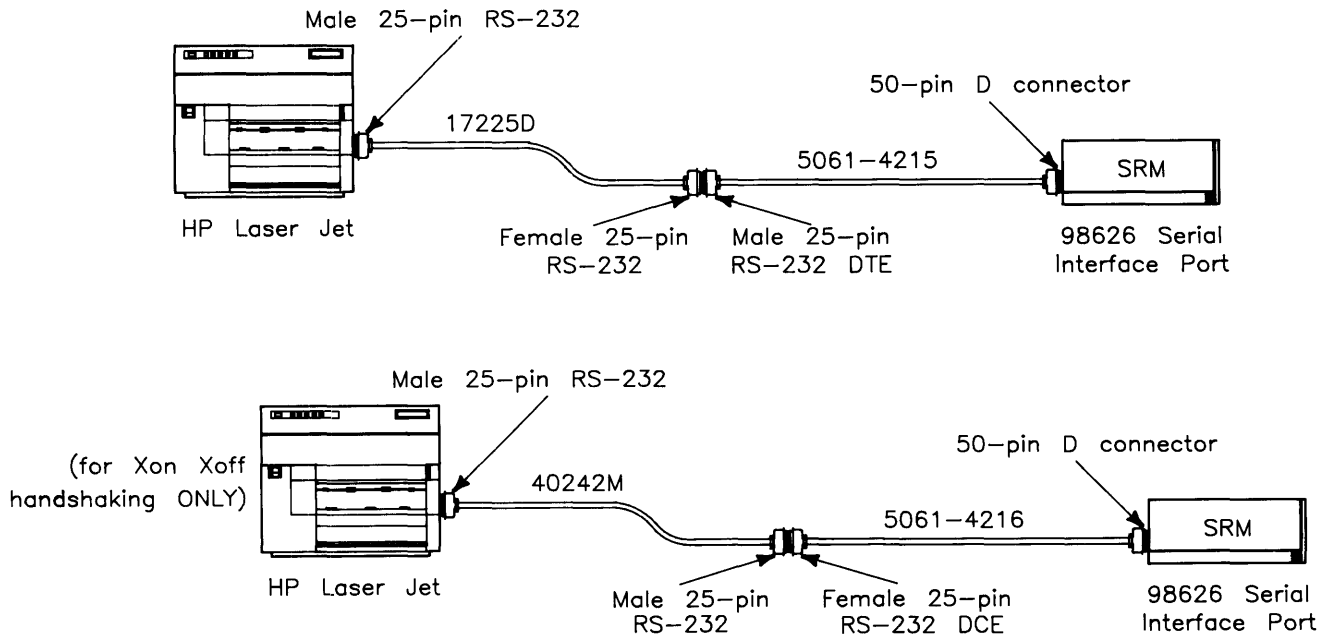 Male 25-pin RS-232
50-pin D connector
17225D
5061-4215
SRM
HP Laser Jet
Female 25-pin
RS-232
Male 25-pin
RS-232 DTE
98626 Serial
Interface Port
Male 25-pin RS-232
50-pin D connector
(for Xon Xoff
handshaking ONLY)
40242M
5061-4216
SRM
HP Laser Jet
Male 25-pin
RS-232
Female 25-pin
RS-232 DCE
98626 Serial
Interface Port